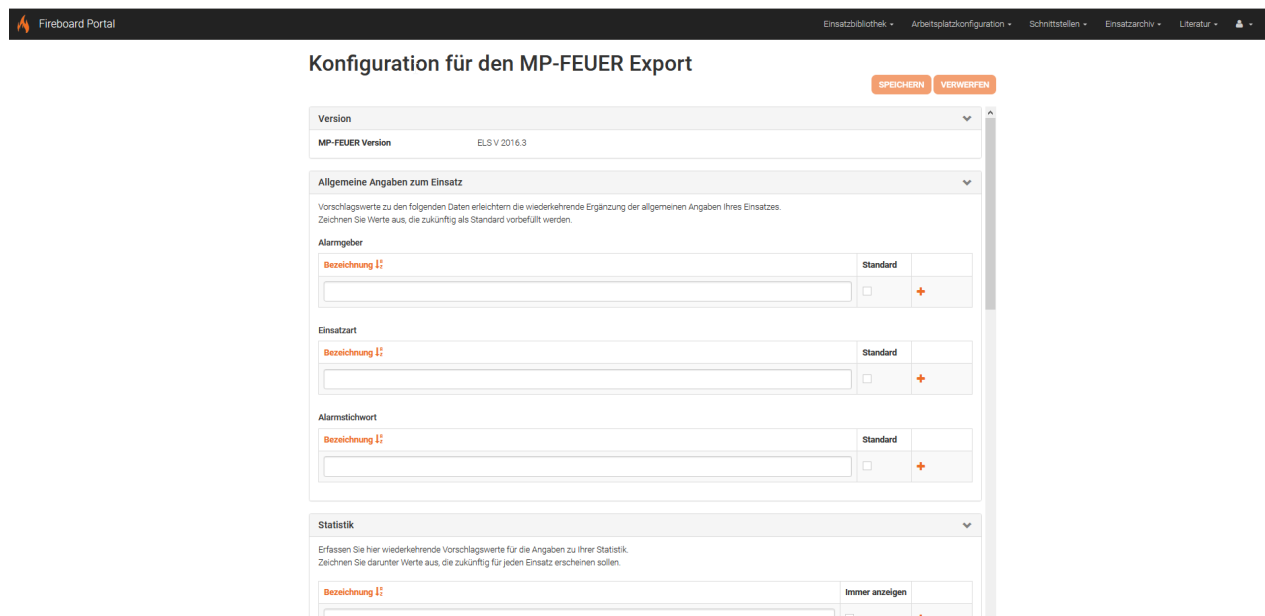 Fireboard Portal
Einsatzbibliothek Arbeitsplatzkonfiguration Schnittstellen Einsatzarchiv Literatur
Konfiguration für den MP-FEUER Export
SPEICHERN VERWERFEN
Version
MP-FEUER Version ELS V 2016.3
Allgemeine Angaben zum Einsatz
Vorschlagswerte zu den folgenden Daten erleichtern die wiederkehrende Ergänzung der allgemeinen Angaben Ihres Einsatzes.
Zeichnen Sie Werte aus, die zukünftig als Standard vorbefüllt werden.
Alarmgeber
Bezeichnung Standard
Einsatzart
Bezeichnung Standard
Alarmstichwort
Bezeichnung Standard
Statistik
Erfassen Sie hier wiederkehrende Vorschlagswerte für die Angaben zu Ihrer Statistik.
Zeichnen Sie darunter Werte aus, die zukünftig für jeden Einsatz erscheinen sollen.
Bezeichnung Immer anzeigen